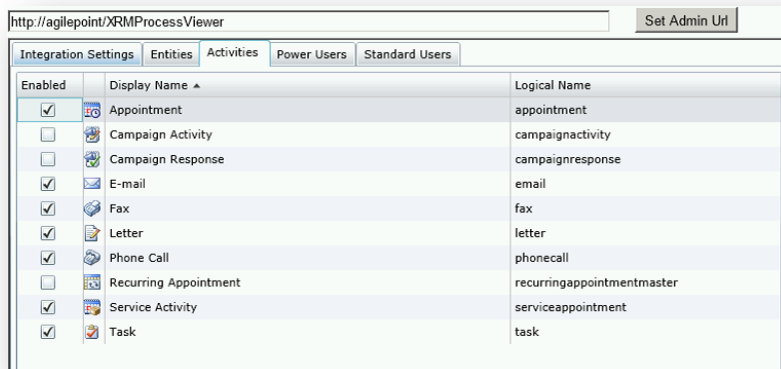 http://agilepoint/XRMProcessViewer Set Admin Url
Integration Settings Entities Activities Power Users Standard Users
Enabled Display Name Logical Name
Appointment appointment
Campaign Activity campaignactivity
Campaign Response campaignresponse
E-mail email
Fax fax
Letter letter
Phone Call phonecall
Recurring Appointment recurringappointmentmaster
Service Activity serviceappointment
Task task